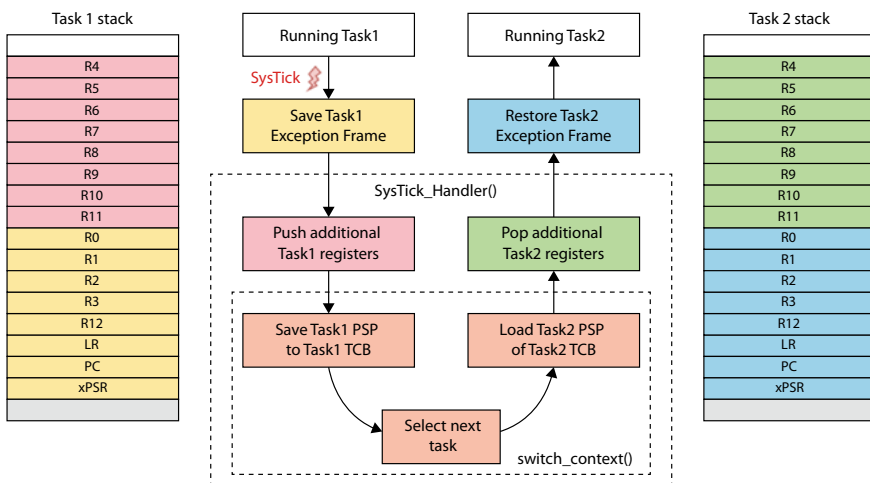 Task 1 stack
R4
R5
R6
R7
R8
R9
R10
R11
R0
R1
R2
R3
R12
LR
PC
xPSR
Running Task1
SysTick
Save Task1
Exception Frame
SysTick_Handler()
Push additional
Task1 registers
Save Task1 PSP
to Task1 TCB
Select next
task
switch_context()
Load Task2 PSP
of Task2 TCB
Pop additional
Task2 registers
Restore Task2
Exception Frame
Running Task2
Task 2 stack
R4
R5
R6
R7
R8
R9
R10
R11
R0
R1
R2
R3
R12
LR
PC
xPSR